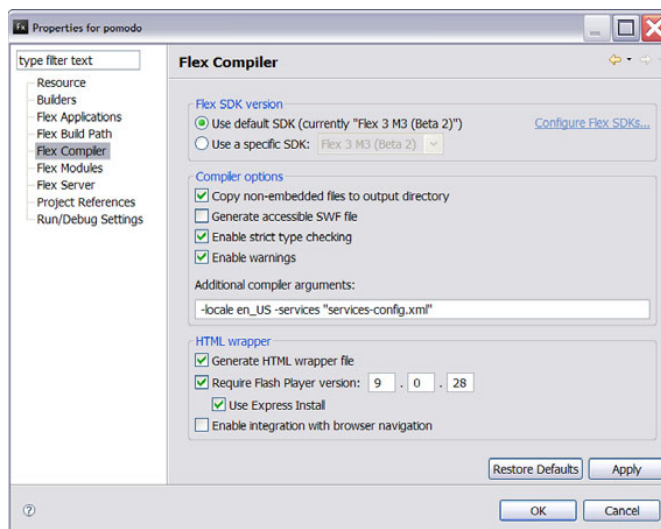 Fx Properties for pomodo
type filter text
Resource
Builders
Flex Applications
Flex Build Path
Flex Compiler
Flex Modules
Flex Server
Project References
Run/Debug Settings
Flex Compiler
Flex SDK version
Use default SDK (currently "Flex 3 M3 (Beta 2)")
Configure Flex SDKs...
Use a specific SDK: Flex 3 M3 (Beta 2)
Compiler options
Copy non-embedded files to output directory
Generate accessible SWF file
Enable strict type checking
Enable warnings
Additional compiler arguments:
-locale en_US -services "services-config.xml"
HTML wrapper
Generate HTML wrapper file
Require Flash Player version: 9 . 0 . 28
Use Express Install
Enable integration with browser navigation
Restore Defaults Apply
? OK Cancel